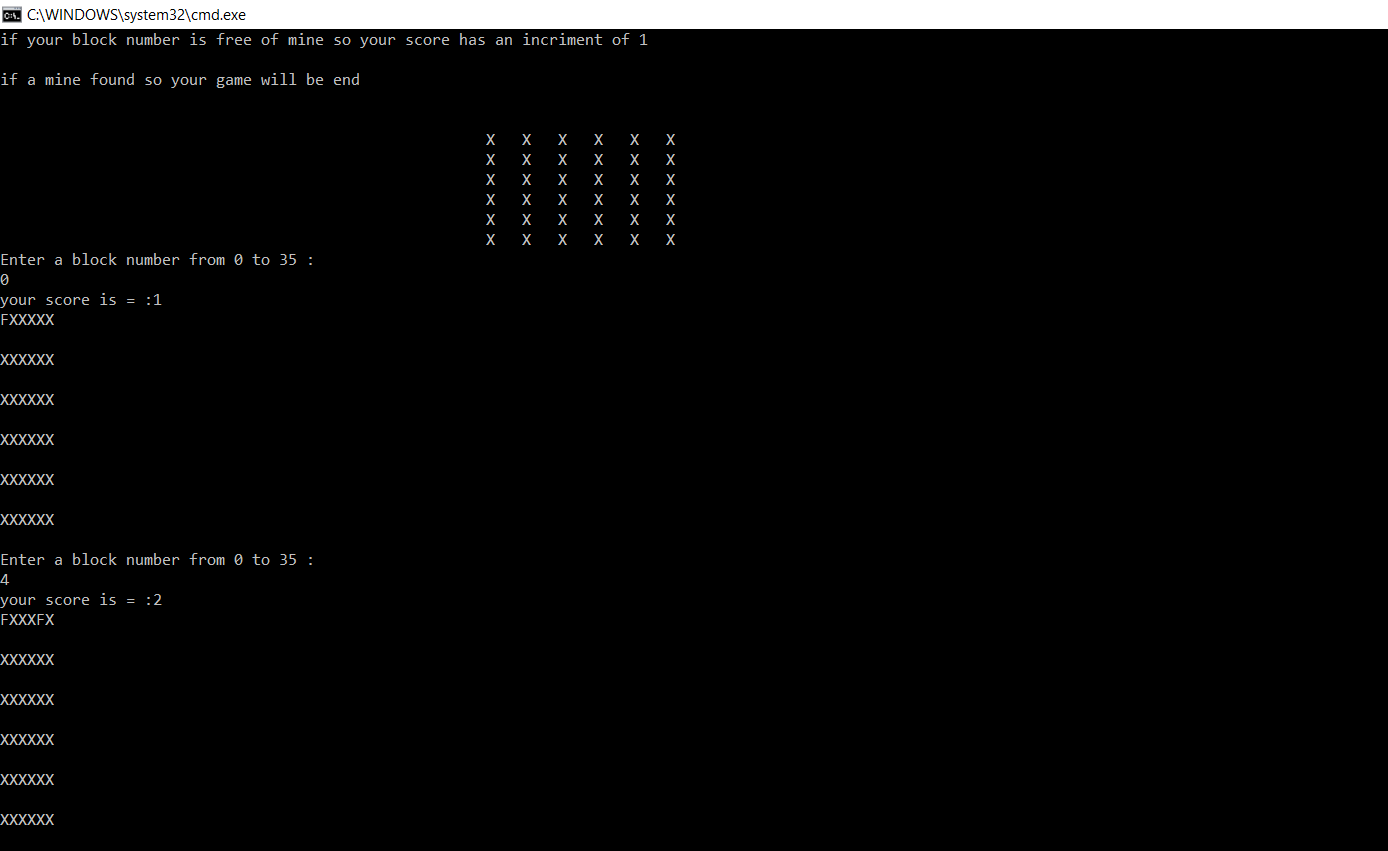 C:\WINDOWS\system32\cmd.exe
if your block number is free of mine so your score has an incriment of 1
if a mine found so your game will be end
X X X X X X
X X X X X X
X X X X X X
X X X X X X
X X X X X X
X X X X X X
Enter a block number from 0 to 35 :
0
your score is = :1
FXXXXX
XXXXXX
XXXXXX
XXXXXX
XXXXXX
XXXXXX
Enter a block number from 0 to 35 :
4
your score is = :2
FXXXFX
XXXXXX
XXXXXX
XXXXXX
XXXXXX
XXXXXX